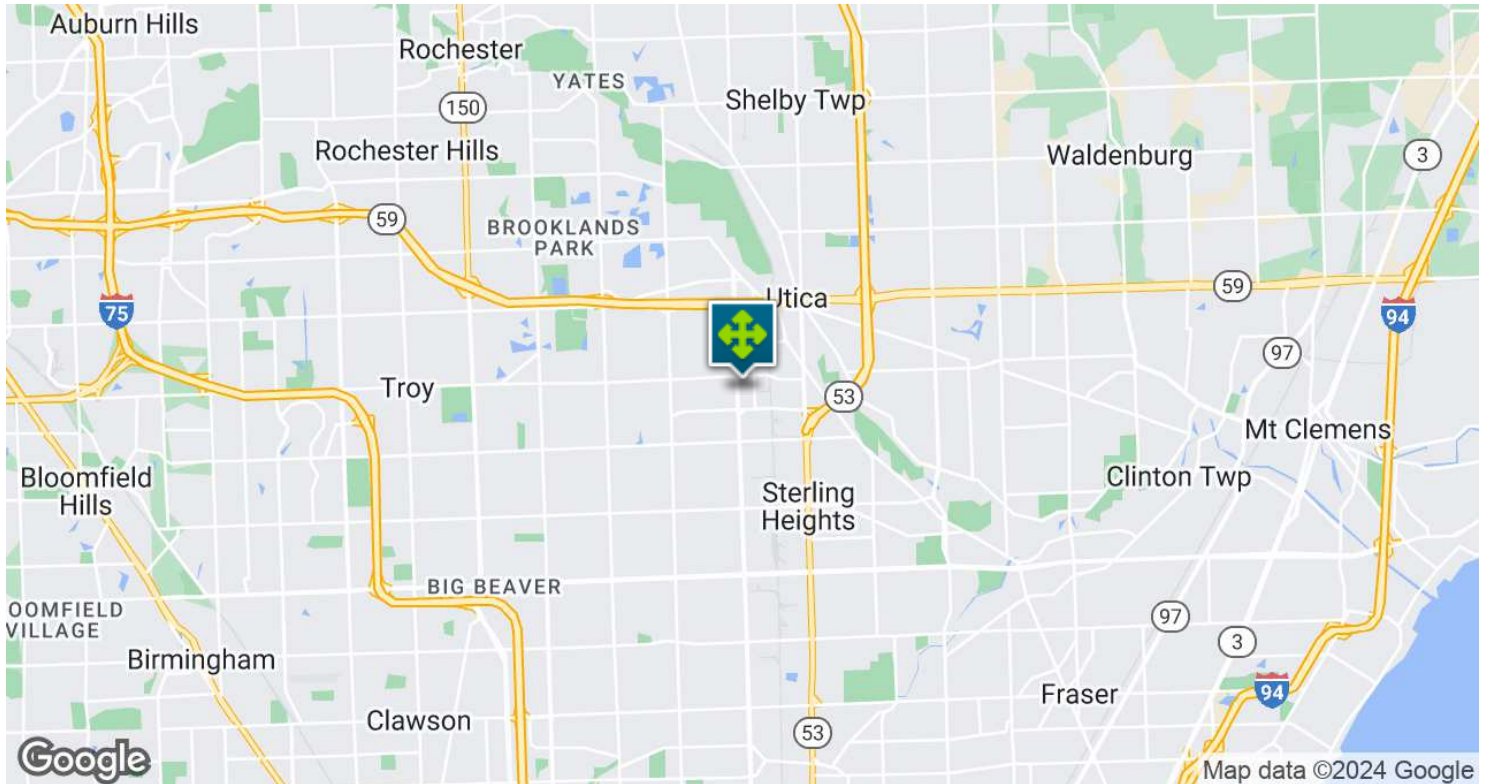 Auburn Hills
Rochester
YATES
Shelby Twp
150
Rochester Hills
Waldenburg
3
59
BROOKLANDS
PARK
Utica
59
75
94
97
Troy
53
Mt Clemens
Bloomfield
Hills
Clinton Twp
Sterling
Heights
BIG BEAVER
OOMFIELD
VILLAGE
97
3
Birmingham
Fraser
94
Clawson
53
Google
Map data ©2024 Google